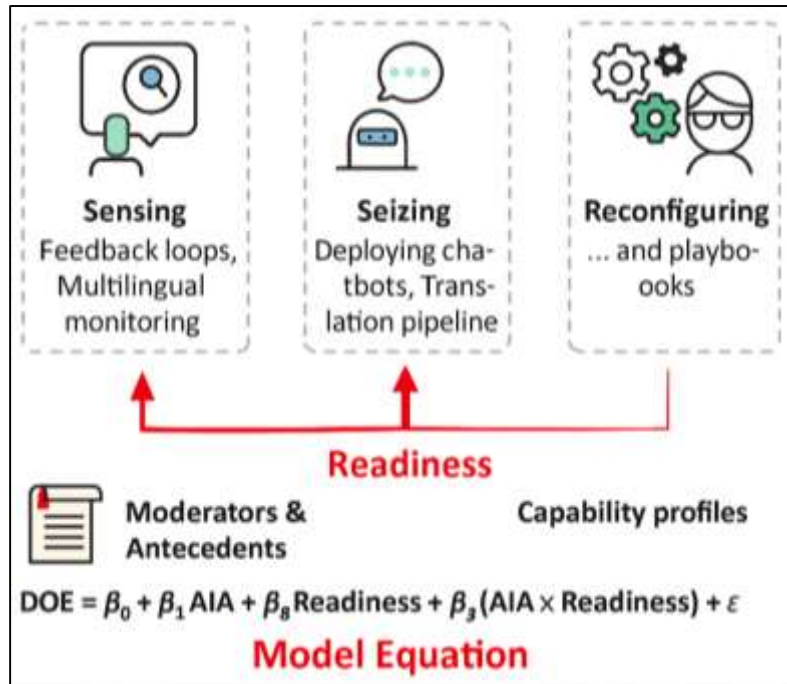 Sensing
Feedback loops,
Multilingual
monitoring
Seizing
Deploying cha-
tbots, Trans-
lation pipeline
Reconfiguring
... and playbo-
ooks
Readiness
Moderators &
Antecedents
Capability profiles
DOE = β₀ + β₁ AIA + β₈ Readiness + β₃ (AIA × Readiness) + ε
Model Equation